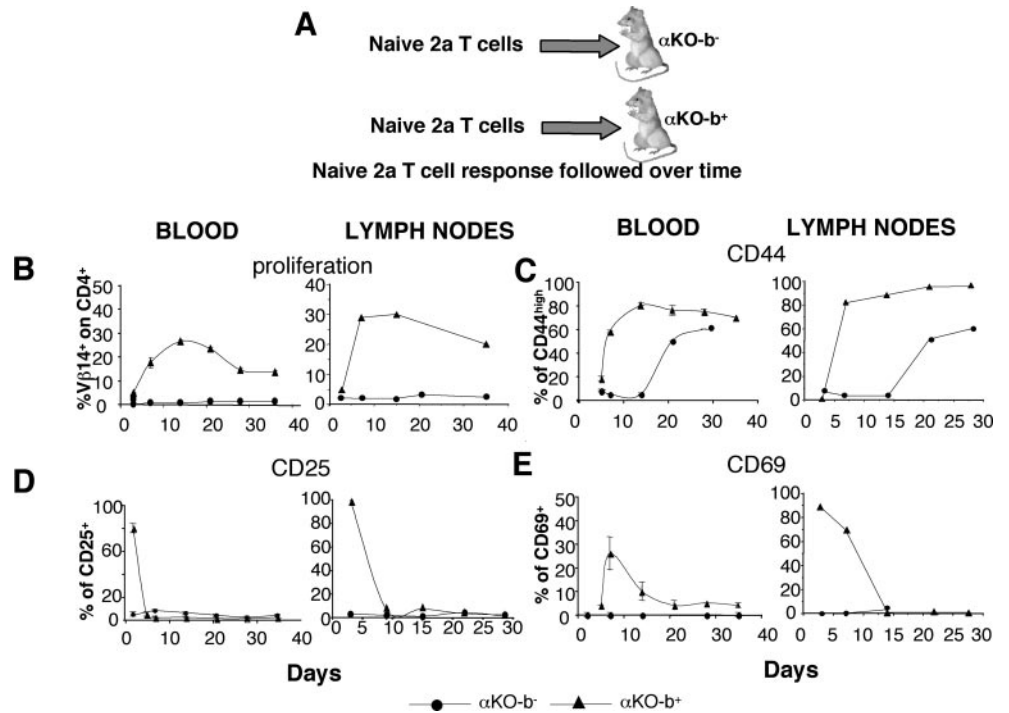 A
Naive 2a T cells
αKO-b⁻
Naive 2a T cells
αKO-b⁺
Naive 2a T cell response followed over time
BLOOD LYMPH NODES BLOOD LYMPH NODES
B proliferation
%Vβ14⁺ on CD4⁺
50
40
30
20
10
0
0 10 20 30 40
40
30
20
10
0
0 10 20 30 40
C CD44
% of CD44ʰⁱᵍʰ
80
60
40
20
0
0 10 20 30 40
100
80
60
40
20
0
0 5 10 15 20 25 30
D CD25
% of CD25⁺
100
80
60
40
20
0
0 10 20 30 40
100
80
60
40
20
0
0 5 10 15 20 25 30
Days
E CD69
% of CD69⁺
50
40
30
20
10
0
0 10 20 30 40
100
80
60
40
20
0
0 5 10 15 20 25 30
Days
αKO-b⁻ αKO-b⁺